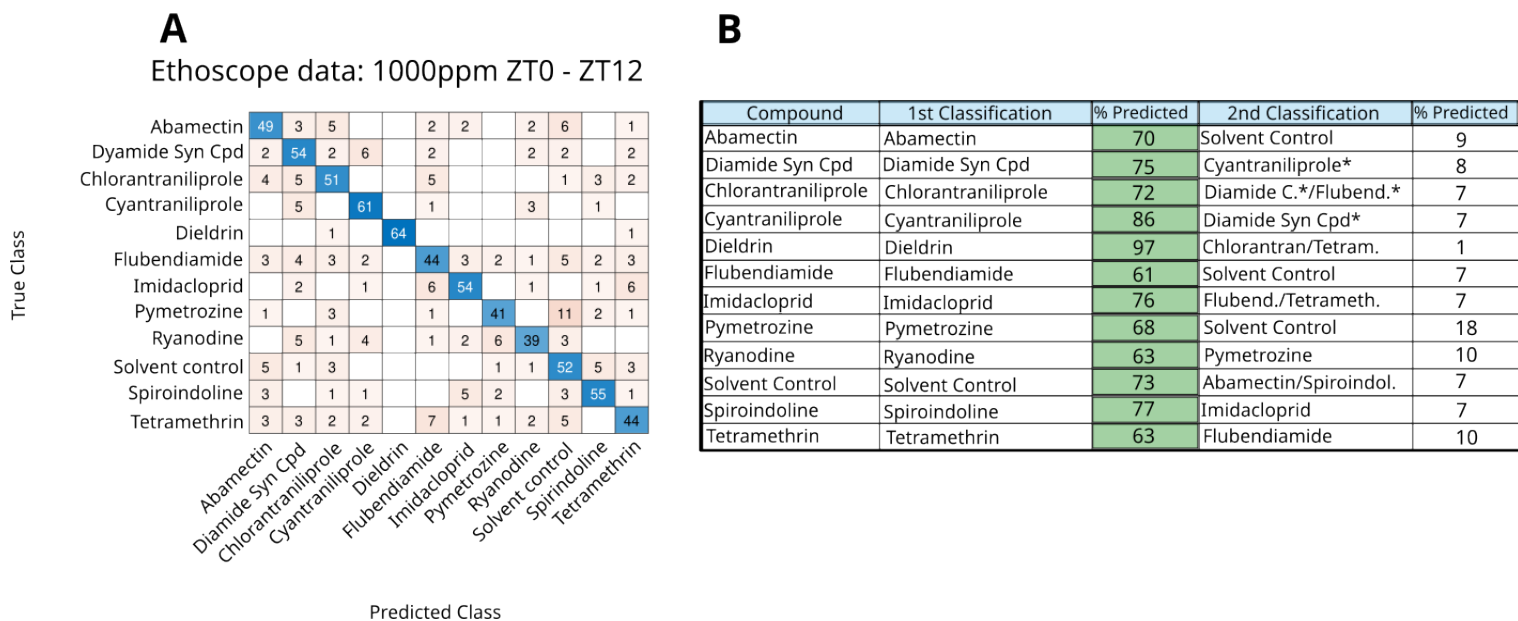 A
Ethoscope data: 1000ppm ZT0 - ZT12
True Class
Abamectin 49 3 5 2 2 2 6 1
Dyamide Syn Cpd 2 54 2 6 2 2 2 2
Chlorantraniliprole 4 5 51 5 1 3 2
Cyantraniliprole 5 61 1 3 1
Dieldrin 1 64 1
Flubendiamide 3 4 3 2 44 3 2 1 5 2 3
Imidacloprid 2 1 6 54 1 1 6
Pymetrozine 1 3 1 41 11 2 1
Ryanodine 5 1 4 1 2 6 39 3
Solvent control 5 1 3 1 1 52 5 3
Spiroindoline 3 1 1 5 2 3 55 1
Tetramethrin 3 3 2 2 7 1 1 2 5 44
Abamectin
Diamide Syn Cpd
Chlorantraniliprole
Cyantraniliprole
Dieldrin
Flubendiamide
Imidacloprid
Pymetrozine
Ryanodine
Solvent control
Spirindoline
Tetramethrin
Predicted Class
B
Compound 1st Classification % Predicted 2nd Classification % Predicted
Abamectin Abamectin 70 Solvent Control 9
Diamide Syn Cpd Diamide Syn Cpd 75 Cyantraniliprole* 8
Chlorantraniliprole Chlorantraniliprole 72 Diamide C.*/Flubend.* 7
Cyantraniliprole Cyantraniliprole 86 Diamide Syn Cpd* 7
Dieldrin Dieldrin 97 Chlorantran/Tetram. 1
Flubendiamide Flubendiamide 61 Solvent Control 7
Imidacloprid Imidacloprid 76 Flubend./Tetrameth. 7
Pymetrozine Pymetrozine 68 Solvent Control 18
Ryanodine Ryanodine 63 Pymetrozine 10
Solvent Control Solvent Control 73 Abamectin/Spiroindol. 7
Spiroindoline Spiroindoline 77 Imidacloprid 7
Tetramethrin Tetramethrin 63 Flubendiamide 10